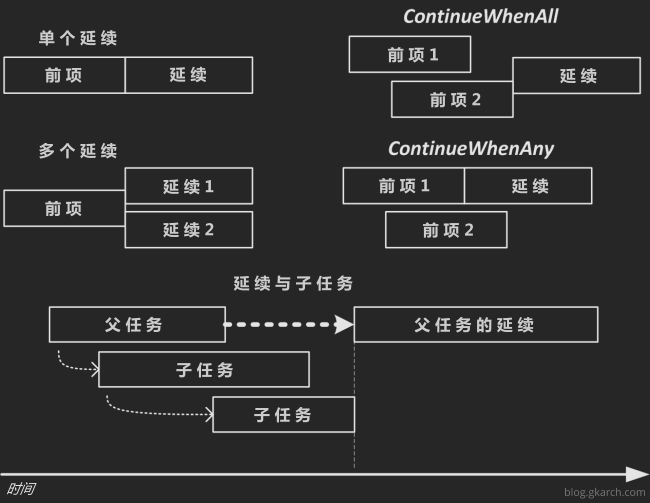 单个延续
前项
延续
ContinueWhenAll
前项1
前项2
延续
多个延续
前项
延续1
延续2
ContinueWhenAny
前项1
延续
前项2
延续与子任务
父任务
父任务的延续
子任务
子任务
时间
blog.gkarch.com